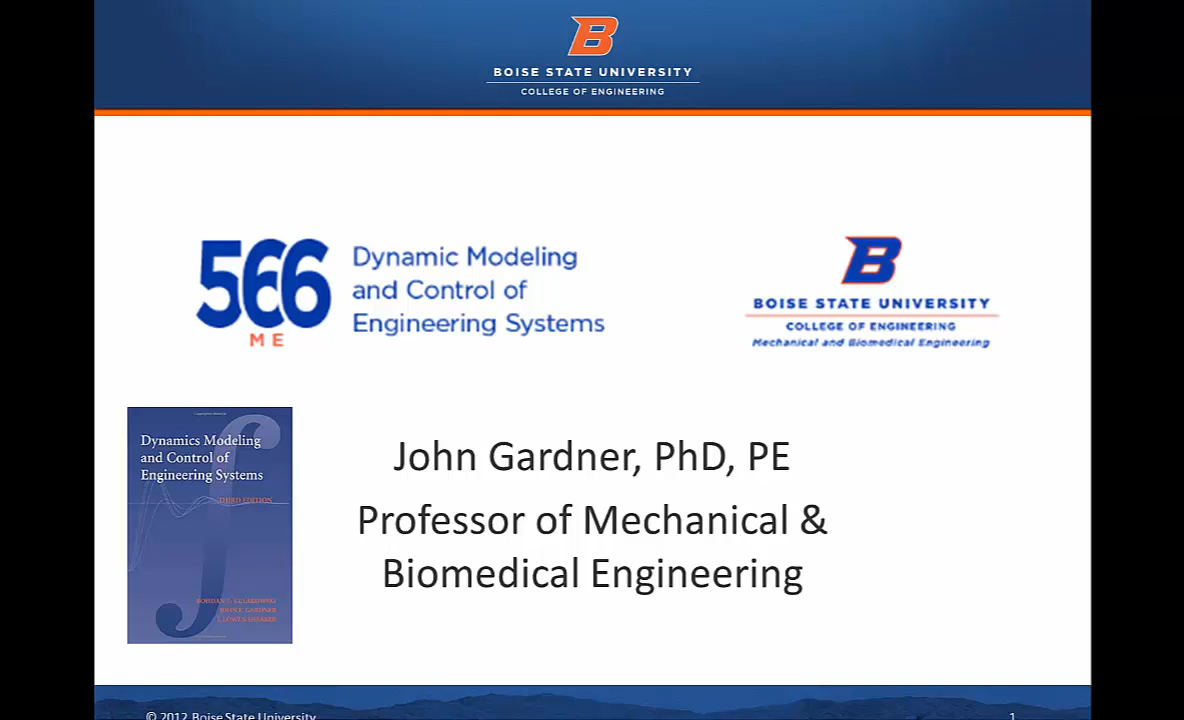 B
BOISE STATE UNIVERSITY
COLLEGE OF ENGINEERING
566
ME
Dynamic Modeling
and Control of
Engineering Systems
B
BOISE STATE UNIVERSITY
COLLEGE OF ENGINEERING
Mechanical and Biomedical Engineering
Dynamics Modeling
and Control of
Engineering Systems
THIRD EDITION
John Gardner, PhD, PE
Professor of Mechanical &
Biomedical Engineering
© 2012 Boise State University
1